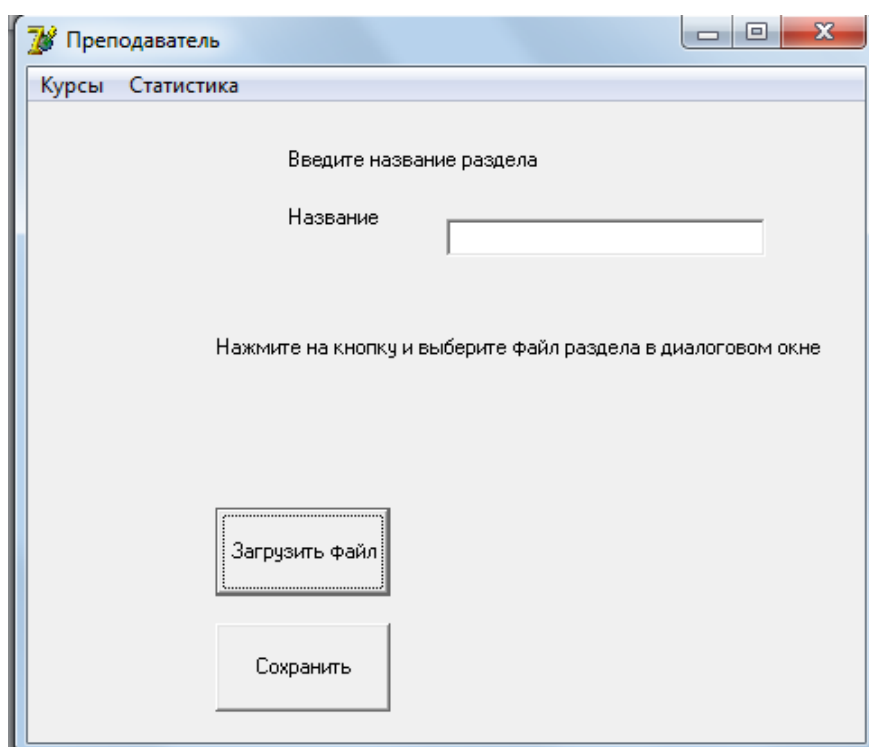 Преподаватель
Курсы Статистика
Введите название раздела
Название
Нажмите на кнопку и выберите файл раздела в диалоговом окне
Загрузить файл
Сохранить